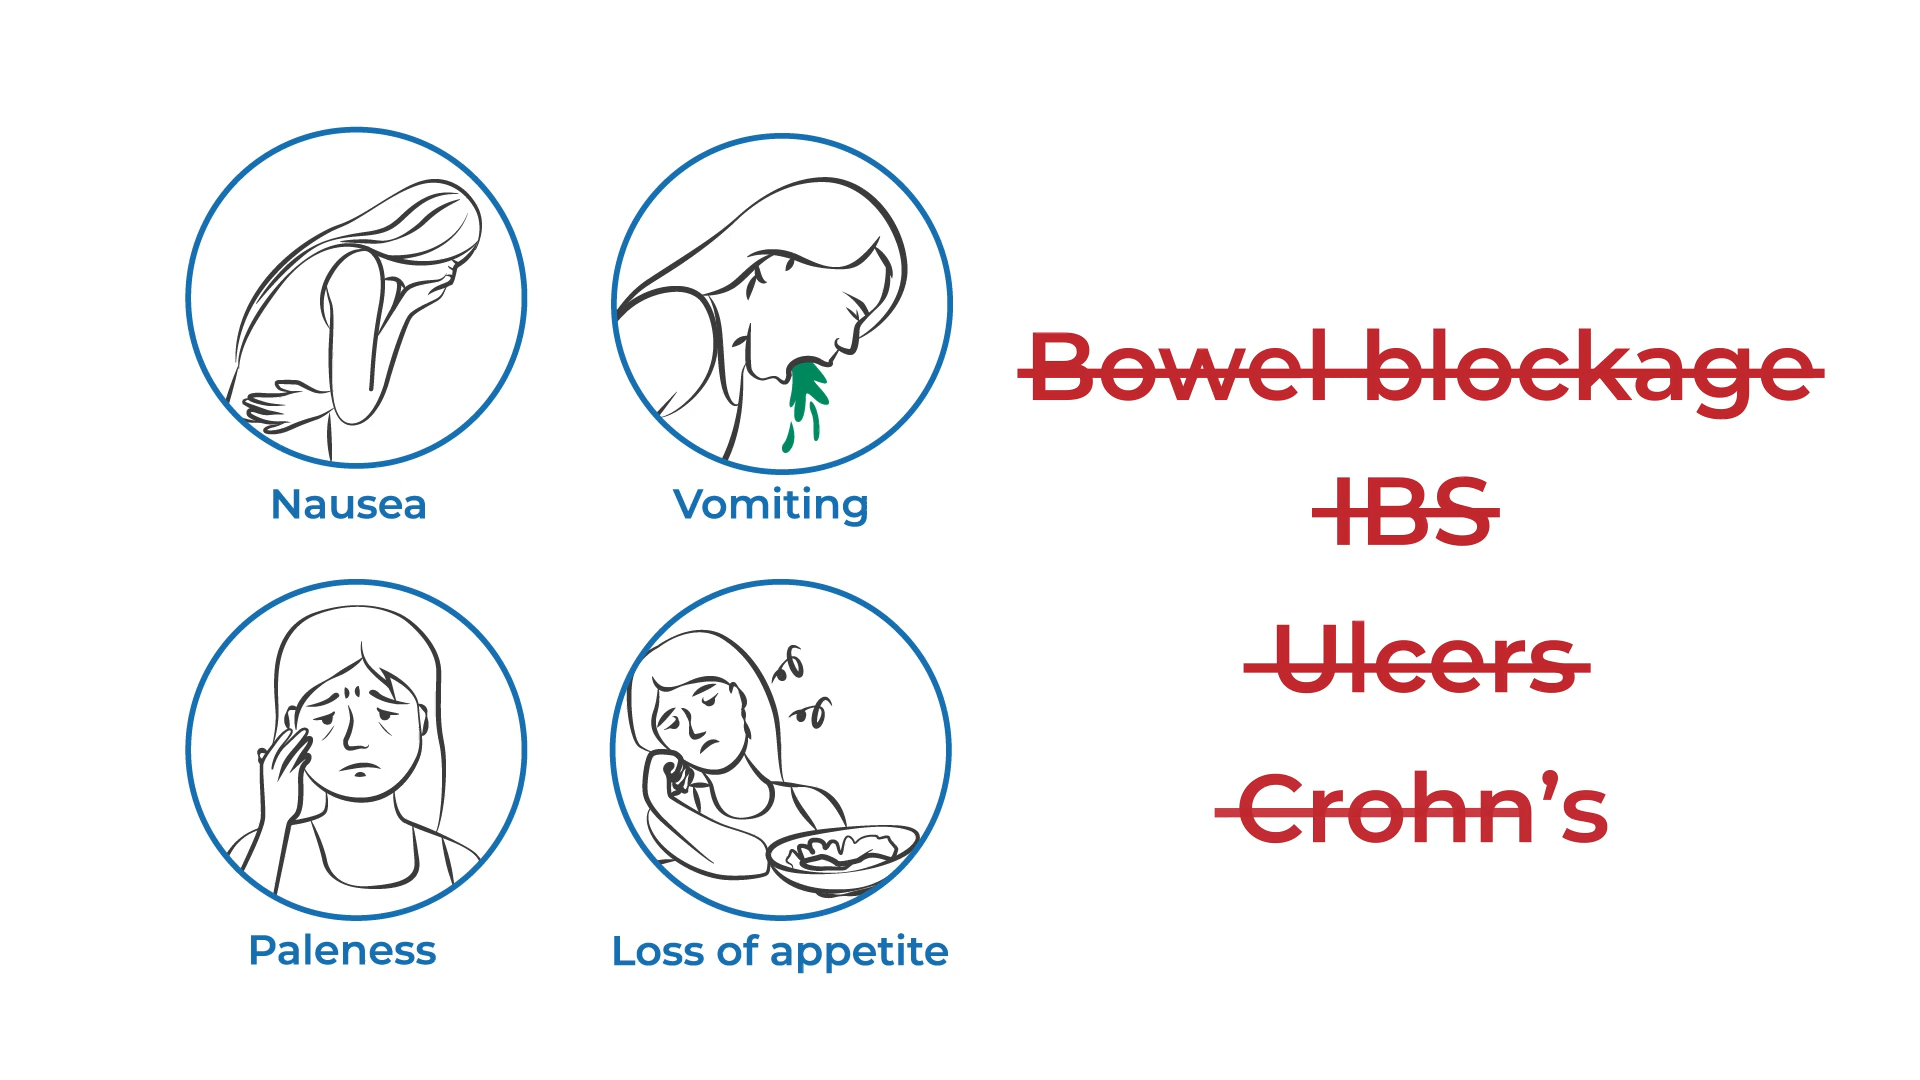 Nausea
Vomiting
Paleness
Loss of appetite
Bowel blockage
IBS
Ulcers
Crohn’s